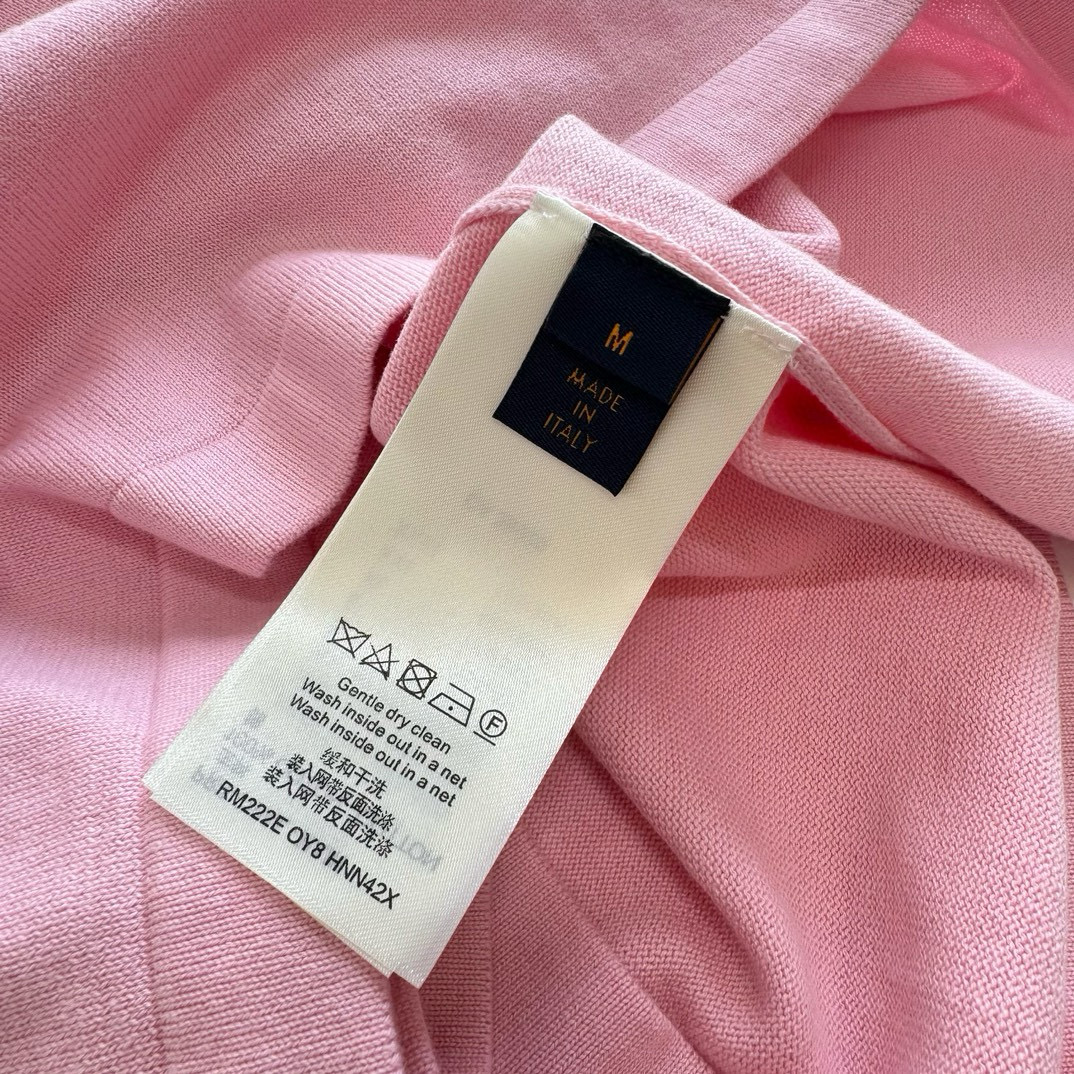 M
MADE
IN
ITALY
F
Gentle dry clean
Wash inside out in a net
Wash inside out in a net
缓和干洗
装入网带反面洗涤
装入网带反面洗涤
RM222E OY8 HNN42X